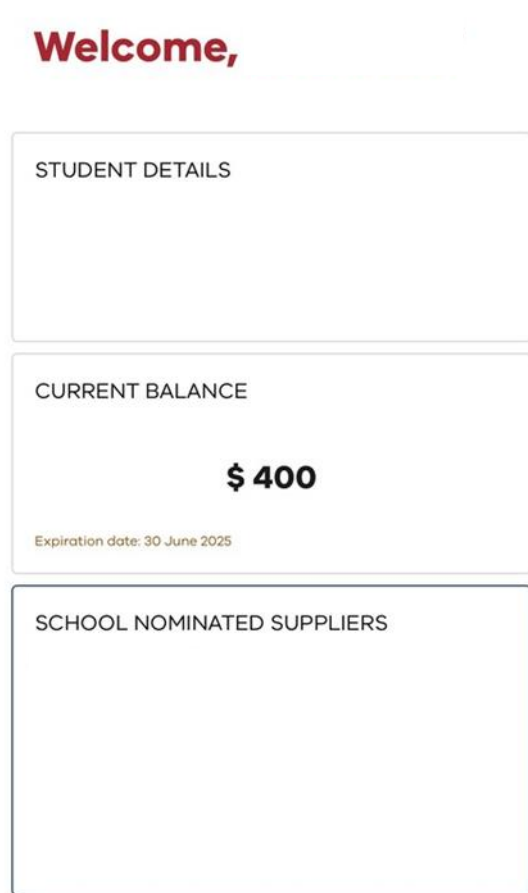 Welcome,
STUDENT DETAILS
CURRENT BALANCE
$ 400
Expiration date: 30 June 2025
SCHOOL NOMINATED SUPPLIERS